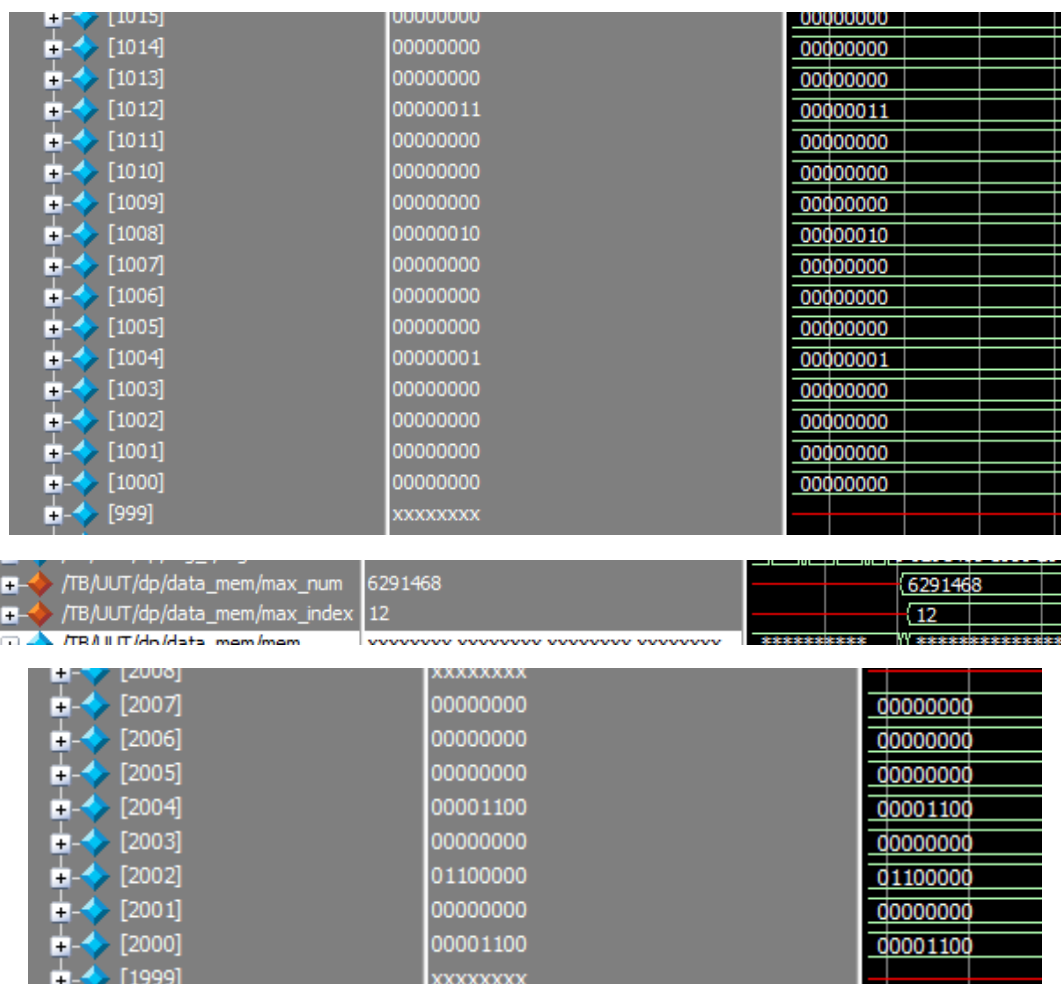 [1015] 00000000 00000000
[1014] 00000000 00000000
[1013] 00000000 00000000
[1012] 00000011 00000011
[1011] 00000000 00000000
[1010] 00000000 00000000
[1009] 00000000 00000000
[1008] 00000010 00000010
[1007] 00000000 00000000
[1006] 00000000 00000000
[1005] 00000000 00000000
[1004] 00000001 00000001
[1003] 00000000 00000000
[1002] 00000000 00000000
[1001] 00000000 00000000
[1000] 00000000 00000000
[999] xxxxxxxx
/TB/UUT/dp/data_mem/max_num 6291468 6291468
/TB/UUT/dp/data_mem/max_index 12 12
/TB/UUT/dp/data_mem/mem xxxxxxxx xxxxxxxx xxxxxxxx xxxxxxxx
[2008] xxxxxxxx
[2007] 00000000 00000000
[2006] 00000000 00000000
[2005] 00000000 00000000
[2004] 00001100 00001100
[2003] 00000000 00000000
[2002] 01100000 01100000
[2001] 00000000 00000000
[2000] 00001100 00001100
[1999] xxxxxxxx